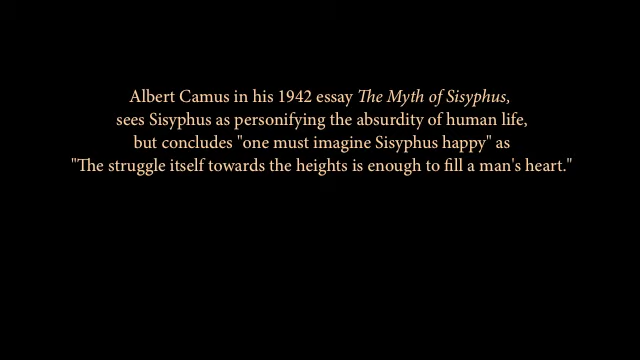 Albert Camus in his 1942 essay The Myth of Sisyphus,
sees Sisyphus as personifying the absurdity of human life,
but concludes "one must imagine Sisyphus happy" as
"The struggle itself towards the heights is enough to fill a man's heart."